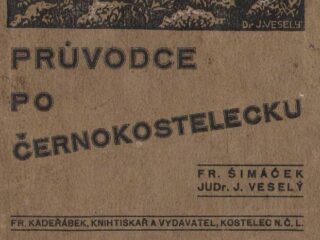 Dr J. VESELÝ
PRŮVODCE
PO
ČERNOKOSTELECKU
FR. ŠIMÁČEK
JUDr. J. VESELÝ
FR. KADEŘÁBEK, KNIHTISKAŘ A VYDAVATEL, KOSTELEC N. Č. L.